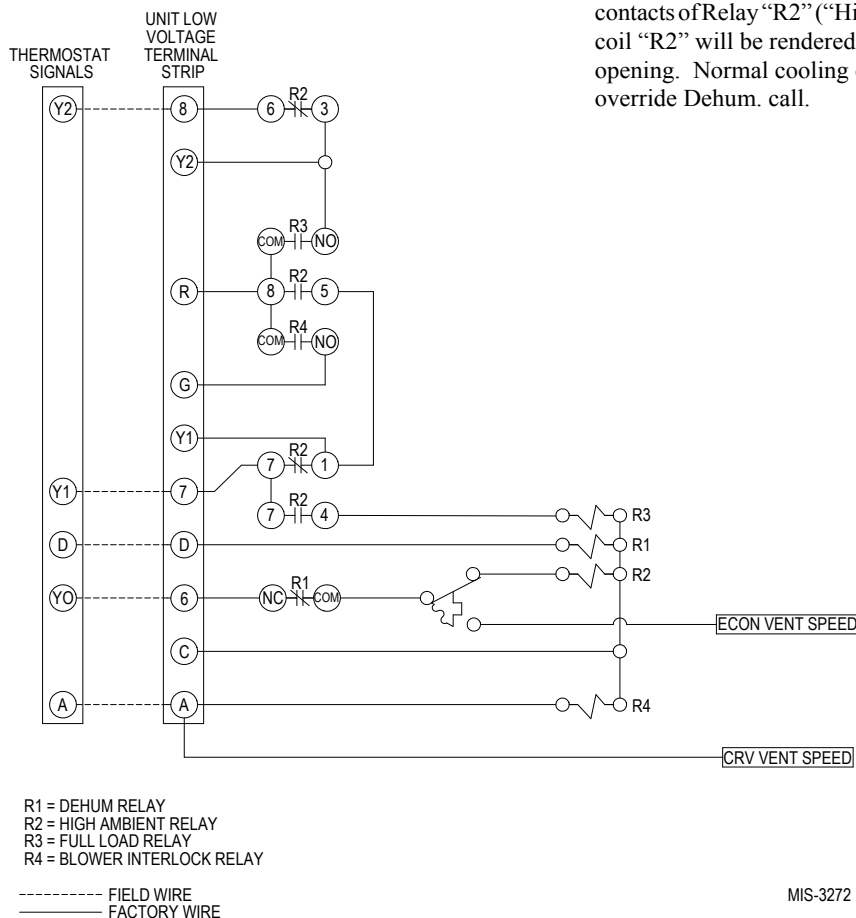 contacts of Relay “R2” (“Hi
coil “R2” will be rendered
opening. Normal cooling
override Dehum. call.
THERMOSTAT
SIGNALS
UNIT LOW
VOLTAGE
TERMINAL
STRIP
Y2
8
6
R2
3
Y2
R3
COM
NO
R2
R
8
5
R4
COM
NO
G
Y1
R2
7
1
Y1
7
R2
7
4
R3
D
D
R1
R2
YO
6
R1
NC
COM
ECON VENT SPEED
C
A
A
R4
CRV VENT SPEED
R1 = DEHUM RELAY
R2 = HIGH AMBIENT RELAY
R3 = FULL LOAD RELAY
R4 = BLOWER INTERLOCK RELAY
FIELD WIRE
FACTORY WIRE
MIS-3272